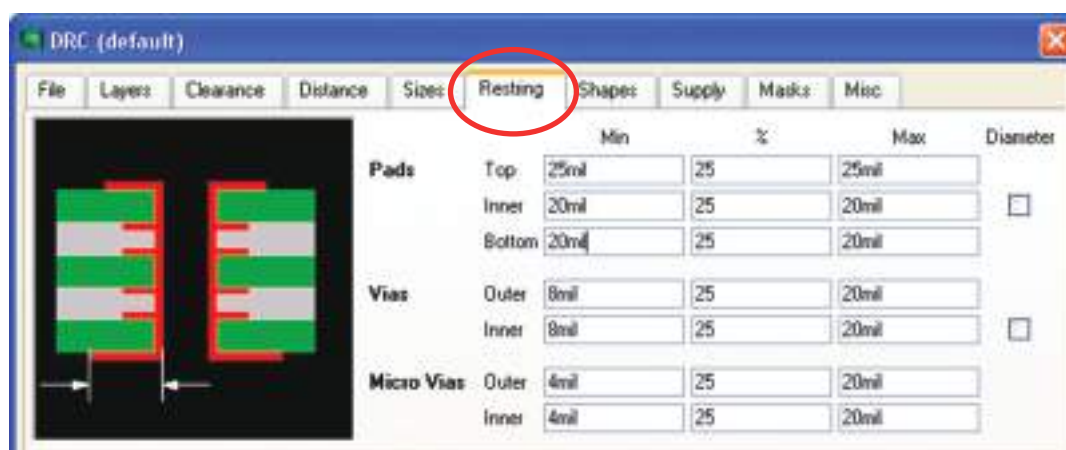 DRC (default)
File Layers Clearance Distance Sizes Restring Shapes Supply Masks Misc
Min % Max Diameter
Pads Top 25mil 25 25mil
Inner 20mil 25 20mil
Bottom 20mil 25 20mil
Vias Outer 8mil 25 20mil
Inner 8mil 25 20mil
Micro Vias Outer 4mil 25 20mil
Inner 4mil 25 20mil